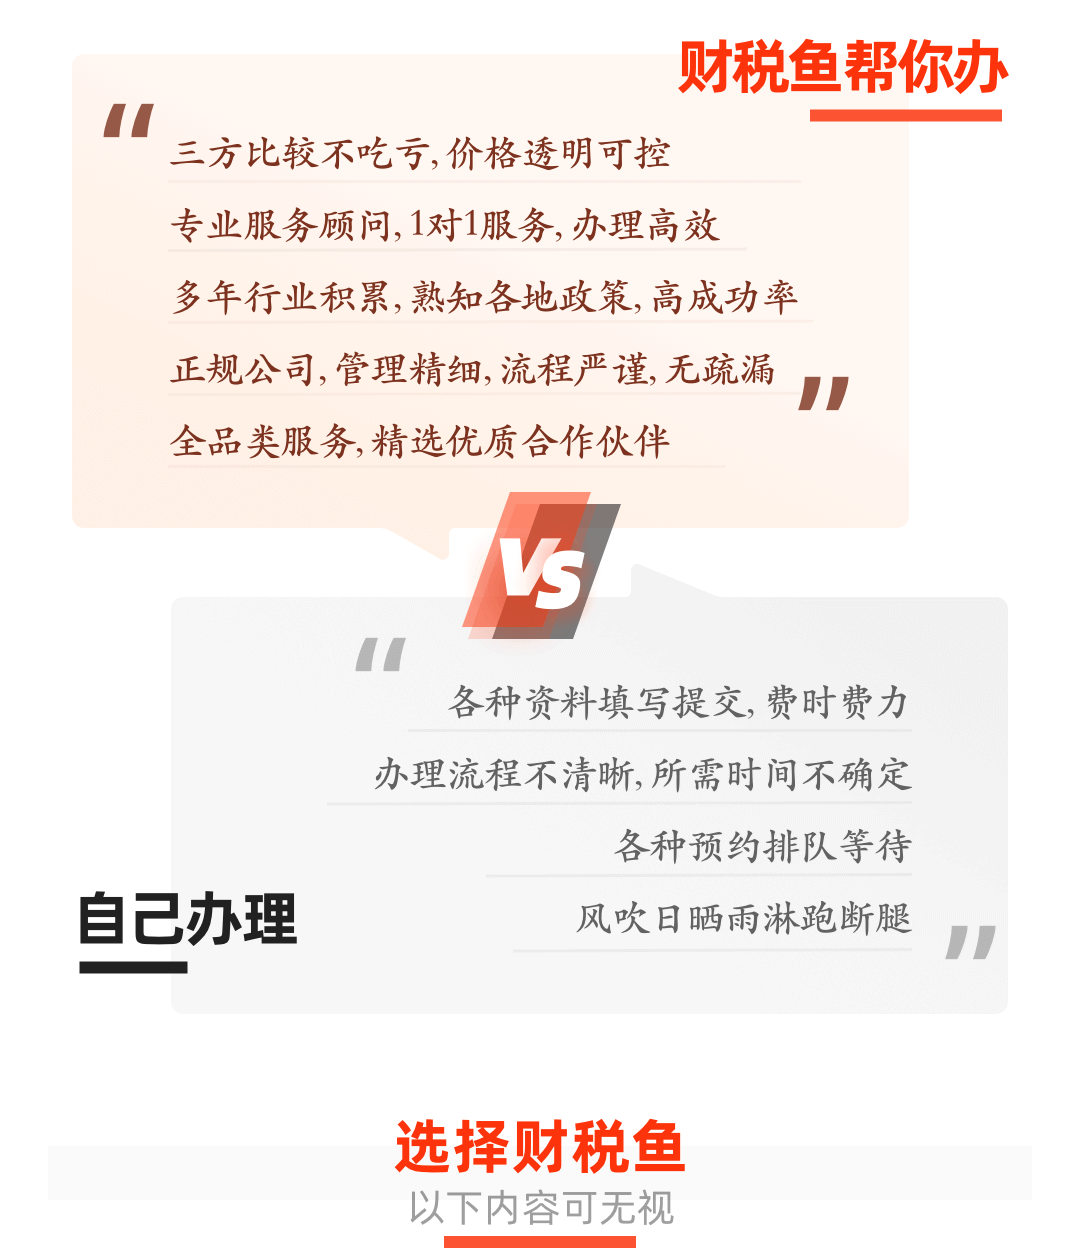 财税鱼帮你办
“
三方比较不吃亏,价格透明可控
专业服务顾问,1对1服务,办理高效
多年行业积累,熟知各地政策,高成功率
正规公司,管理精细,流程严谨,无疏漏
全品类服务,精选优质合作伙伴
”
VS
“
各种资料填写提交,费时费力
办理流程不清晰,所需时间不确定
各种预约排队等待
风吹日晒雨淋跑断腿
”
自己办理
选择财税鱼
以下内容可无视